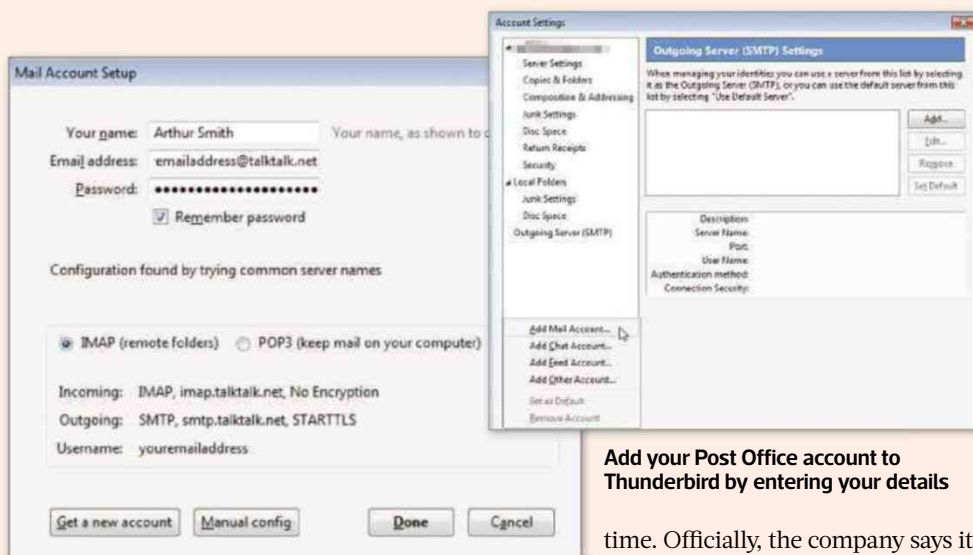 Mail Account Setup
Your name: Arthur Smith Your name, as shown to
Email address: emailaddress@talktalk.net
Password: ••••••••••••••••••••
Remember password
Configuration found by trying common server names
IMAP (remote folders) POP3 (keep mail on your computer)
Incoming: IMAP, imap.talktalk.net, No Encryption
Outgoing: SMTP, smtp.talktalk.net, STARTTLS
Username: youremailaddress
Get a new account Manual config Done Cancel
Account Settings
Server Settings
Copies & Folders
Composition & Addressing
Junk Settings
Disc Space
Return Receipts
Security
Local Folders
Junk Settings
Disc Space
Outgoing Server (SMTP)
Add Mail Account...
Add Chat Account...
Add Feed Account...
Add Other Account...
Set as Default
Remove Account
Outgoing Server (SMTP) Settings
When managing your identities you can use a server from this list by selecting
it as the Outgoing Server (SMTP), or you can use the default server from this
list by selecting "Use Default Server".
Add...
Edit...
Remove
Set Default
Description:
Server Name:
Port:
User Name:
Authentication method:
Connection Security:
Add your Post Office account to
Thunderbird by entering your details
time. Officially, the company says it